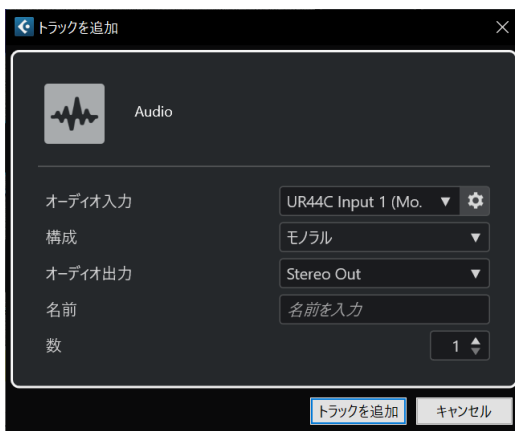 トラックを追加
Audio
オーディオ入力 UR44C Input 1 (Mo.
構成 モノラル
オーディオ出力 Stereo Out
名前 名前を入力
数 1
トラックを追加 キャンセル